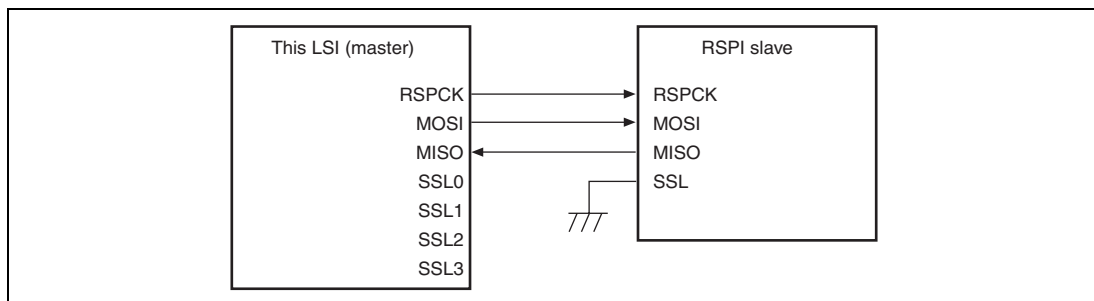 This LSI (master)
RSPCK
MOSI
MISO
SSL0
SSL1
SSL2
SSL3
RSPI slave
RSPCK
MOSI
MISO
SSL